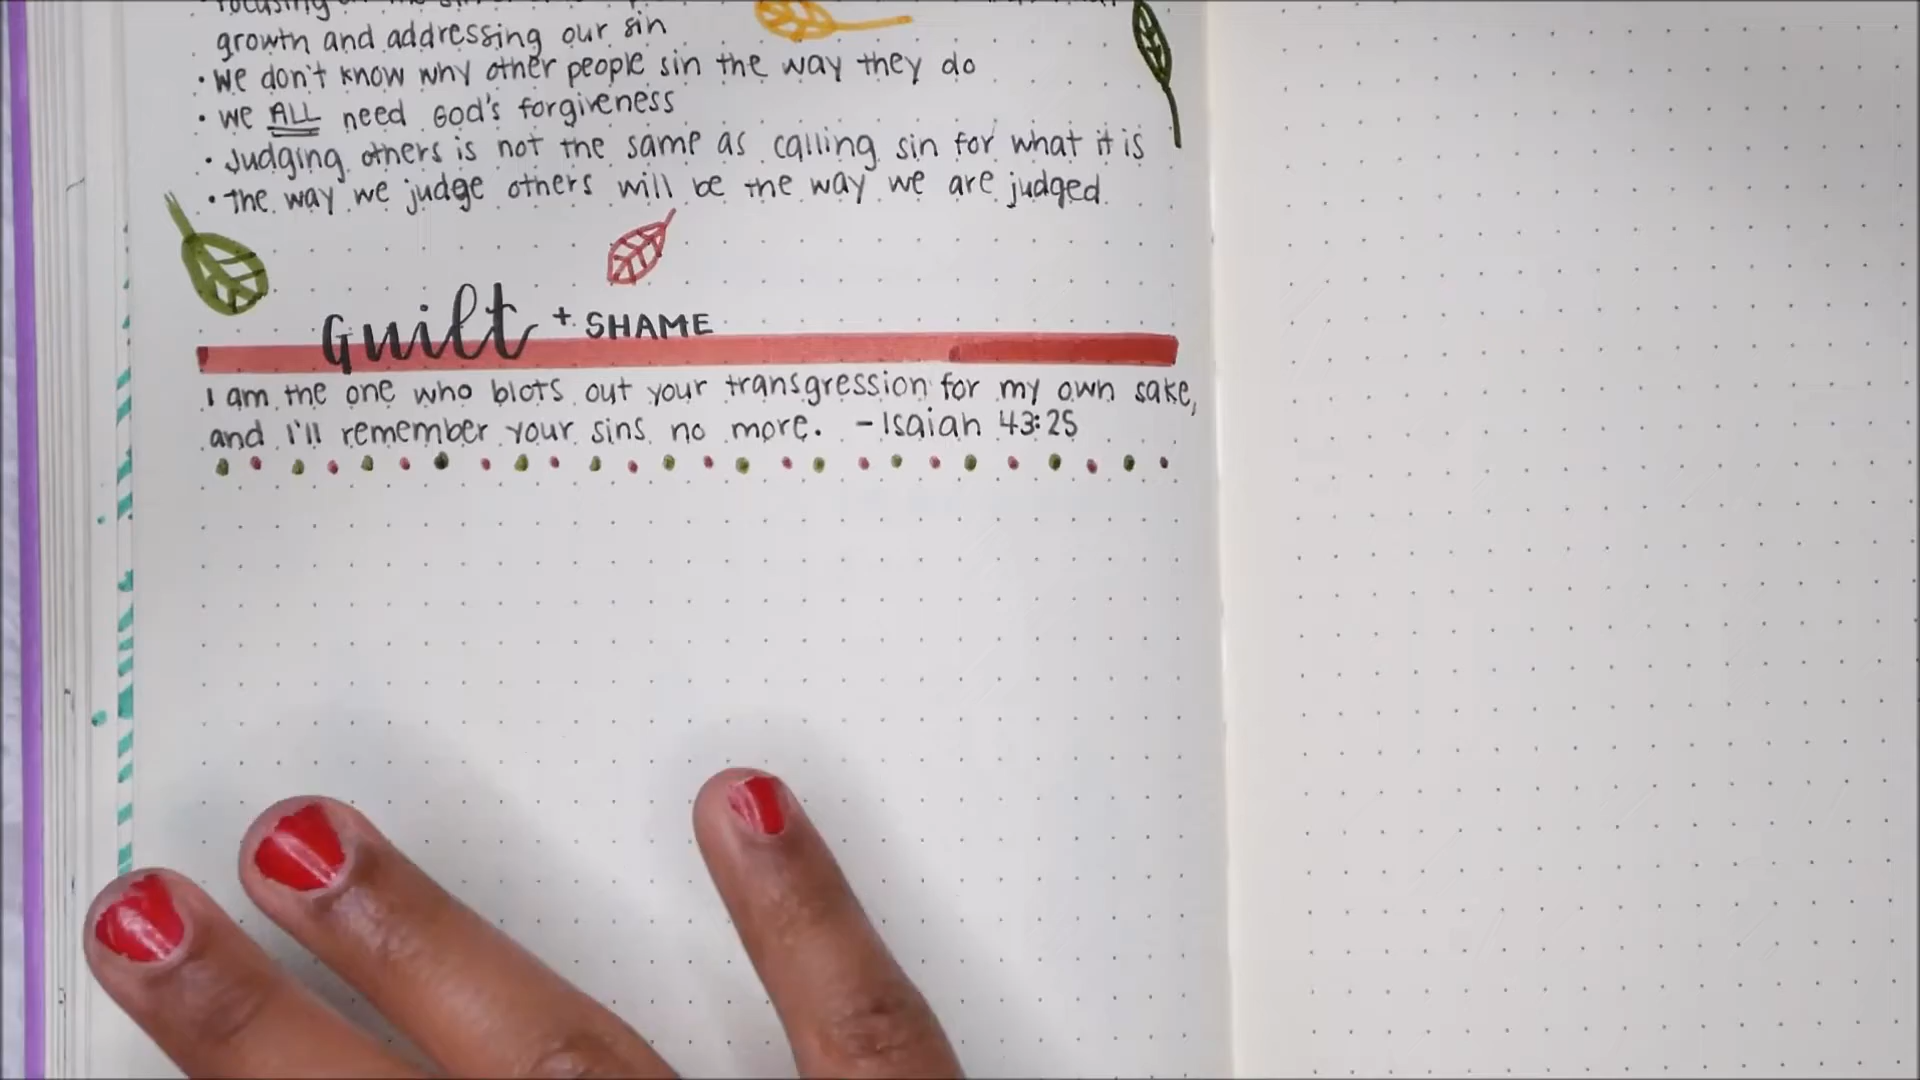 focusing
growth and addressing our sin
• we don't know why other people sin the way they do
• we ALL need God's forgiveness
• Judging others is not the same as calling sin for what it is
• the way we judge others will be the way we are judged
Guilt + SHAME
I am the one who blots out your transgression for my own sake,
and I'll remember your sins no more. - Isaiah 43:25